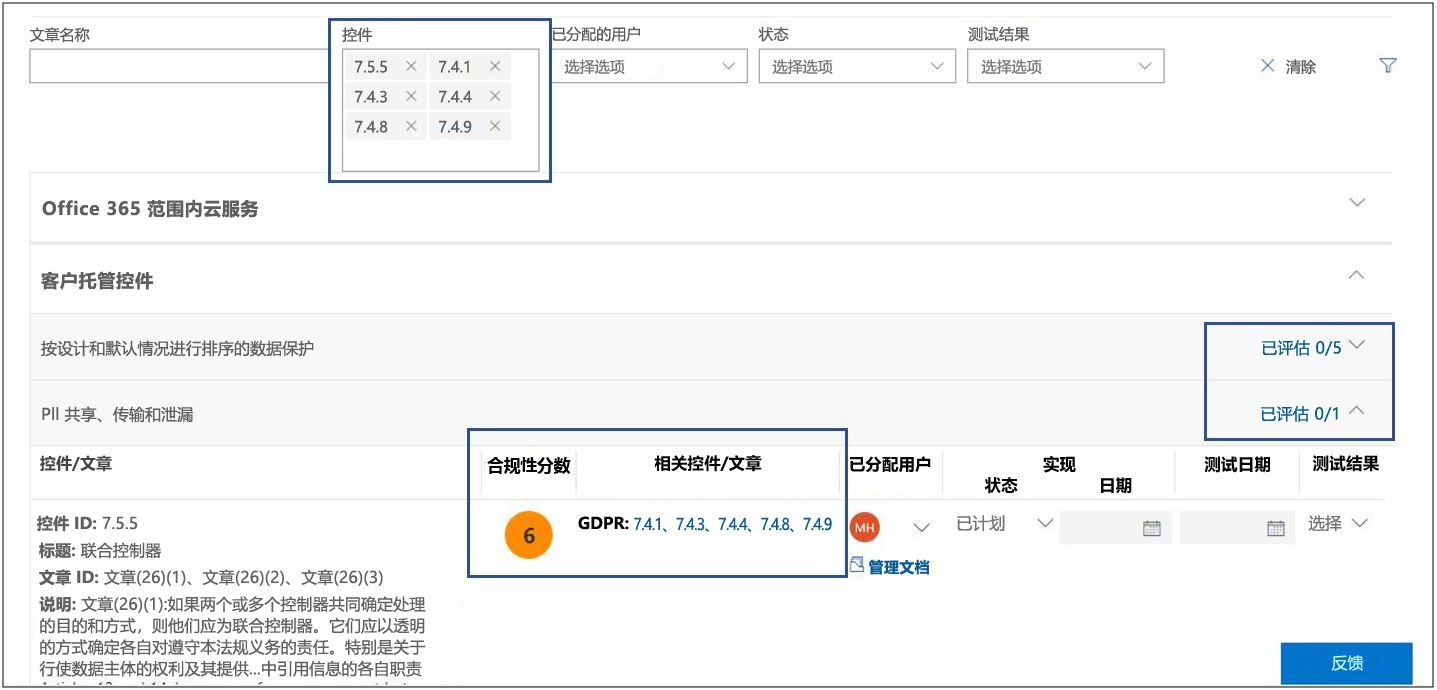 文章名称 控件 已分配的用户 状态 测试结果
7.5.5 × 7.4.1 × 选择选项 选择选项 选择选项 × 清除
7.4.3 × 7.4.4 ×
7.4.8 × 7.4.9 ×
Office 365 范围内云服务
客户托管控件
按设计和默认情况进行排序的数据保护 已评估 0/5
PII 共享、传输和泄漏 已评估 0/1
控件/文章 合规性分数 相关控件/文章 已分配用户 实现 测试日期 测试结果
状态 日期
控件 ID: 7.5.5 6 GDPR: 7.4.1、7.4.3、7.4.4、7.4.8、7.4.9 MH 已计划 选择
标题: 联合控制器
文章 ID: 文章(26)(1)、文章(26)(2)、文章(26)(3) 管理文档
说明: 文章(26)(1):如果两个或多个控制器共同确定处理
的目的和方式，则他们应为联合控制器。它们应以透明
的方式确定各自对遵守本法规义务的责任。特别是关于
行使数据主体的权利及其提供...中引用信息的各自职责
反馈